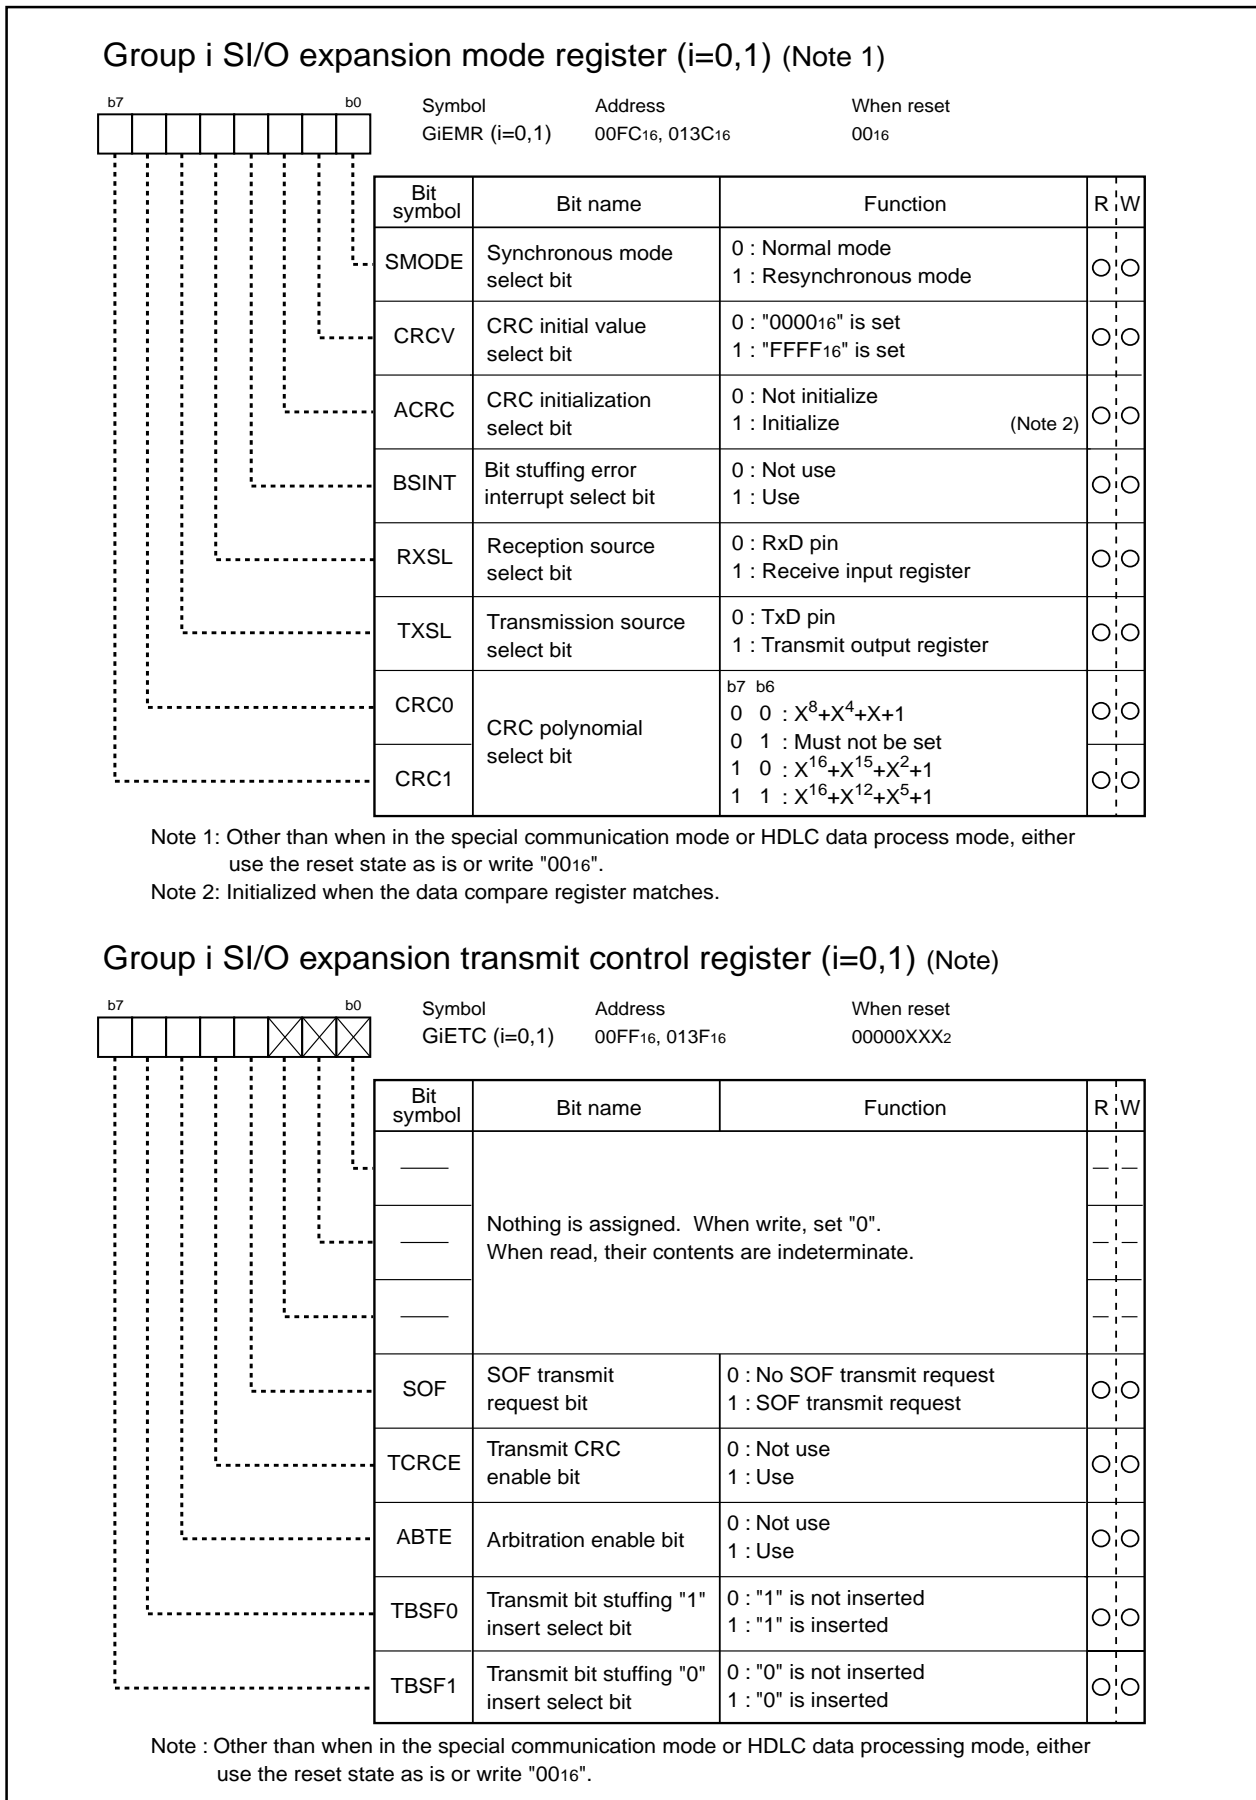 Group i SI/O expansion mode register (i=0,1) (Note 1)
b7 b0 Symbol Address When reset
GiEMR (i=0,1) 00FC16, 013C16 0016
Bit symbol Bit name Function R W
SMODE Synchronous mode select bit 0 : Normal mode
1 : Resynchronous mode
CRCV CRC initial value select bit 0 : "000016" is set
1 : "FFFF16" is set
ACRC CRC initialization select bit 0 : Not initialize
1 : Initialize (Note 2)
BSINT Bit stuffing error interrupt select bit 0 : Not use
1 : Use
RXSL Reception source select bit 0 : RxD pin
1 : Receive input register
TXSL Transmission source select bit 0 : TxD pin
1 : Transmit output register
CRC0 CRC1 CRC polynomial select bit b7 b6
0 0 : X8+X4+X+1
0 1 : Must not be set
1 0 : X16+X15+X2+1
1 1 : X16+X12+X5+1
Note 1: Other than when in the special communication mode or HDLC data process mode, either
use the reset state as is or write "0016".
Note 2: Initialized when the data compare register matches.
Group i SI/O expansion transmit control register (i=0,1) (Note)
b7 b0 Symbol Address When reset
GiETC (i=0,1) 00FF16, 013F16 00000XXX2
Bit symbol Bit name Function R W
Nothing is assigned. When write, set "0".
When read, their contents are indeterminate.
SOF SOF transmit request bit 0 : No SOF transmit request
1 : SOF transmit request
TCRCE Transmit CRC enable bit 0 : Not use
1 : Use
ABTE Arbitration enable bit 0 : Not use
1 : Use
TBSF0 Transmit bit stuffing "1" insert select bit 0 : "1" is not inserted
1 : "1" is inserted
TBSF1 Transmit bit stuffing "0" insert select bit 0 : "0" is not inserted
1 : "0" is inserted
Note : Other than when in the special communication mode or HDLC data processing mode, either
use the reset state as is or write "0016".